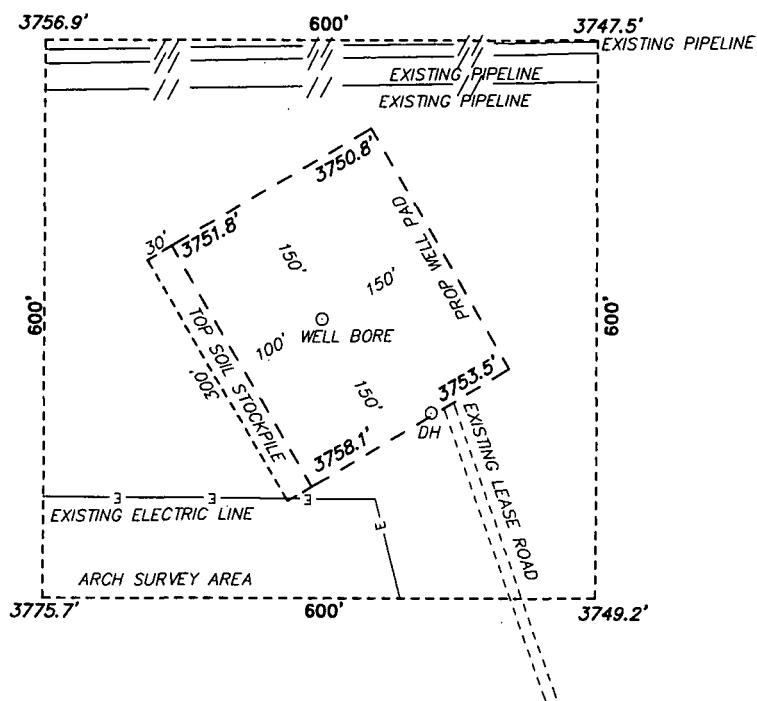 3756.9'
600'
3747.5'
EXISTING PIPELINE
EXISTING PIPELINE
EXISTING PIPELINE
3750.8'
3751.8'
30'
150'
150'
PROP WELL PAD
600'
600'
WELL BORE
100'
TOP SOIL STOCKPILE
300'
150'
3753.5'
DH
3758.1'
EXISTING LEASE ROAD
E
E
E
E
EXISTING ELECTRIC LINE
ARCH SURVEY AREA
3775.7'
600'
3749.2'